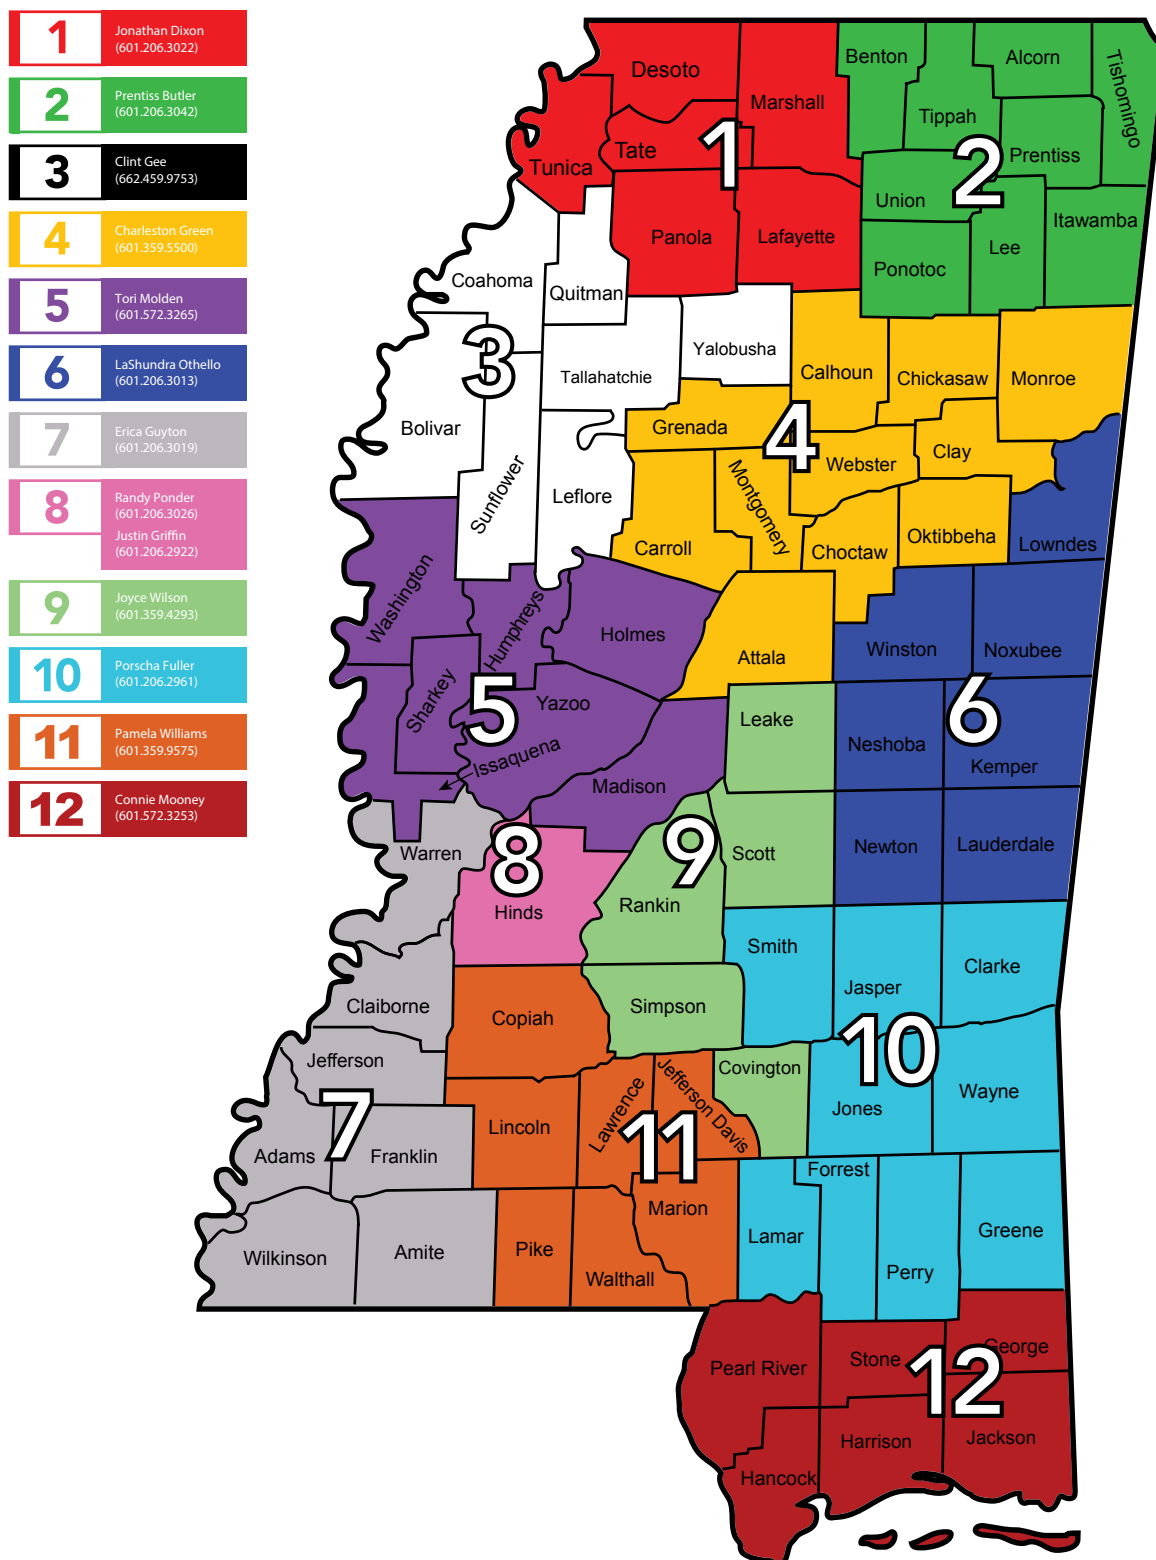 1
Jonathan Dixon
(601.206.3022)
2
Prentiss Butler
(601.206.3042)
3
Clint Gee
(662.459.9753)
4
Charleston Green
(601.359.5500)
5
Tori Molden
(601.572.3265)
6
LaShundra Othello
(601.206.3013)
7
Erica Guyton
(601.206.3019)
8
Randy Ponder
(601.206.3026)
Justin Griffin
(601.206.2922)
9
Joyce Wilson
(601.359.4293)
10
Porscha Fuller
(601.206.2961)
11
Pamela Williams
(601.359.9575)
12
Connie Mooney
(601.572.3253)
Desoto
Marshall
Benton
Alcorn
Tishomingo
Tippah
Tate
1
Tunica
Prentiss
2
Union
Itawamba
Panola
Lafayette
Lee
Ponotoc
Coahoma
Quitman
3
Yalobusha
Tallahatchie
Calhoun
Chickasaw
Monroe
Bolivar
Grenada
4
Webster
Clay
Sunflower
Leflore
Montgomery
Carroll
Choctaw
Oktibbeha
Lowndes
Washington
Humphreys
Holmes
Attala
Winston
Noxubee
Sharkey
5
Yazoo
Leake
6
Neshoba
Kemper
Issaquena
Madison
Warren
8
9
Scott
Newton
Lauderdale
Hinds
Rankin
Smith
Jasper
Clarke
Claiborne
Copiah
Simpson
10
Jefferson
Covington
Jefferson Davis
Lawrence
Wayne
Jones
7
Lincoln
11
Adams
Franklin
Forrest
Marion
Lamar
Greene
Wilkinson
Amite
Pike
Walthall
Perry
George
Stone
12
Pearl River
Harrison
Jackson
Hancock